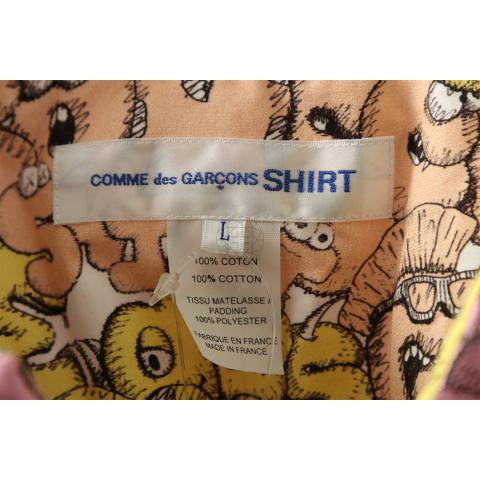 COMME des GARÇONS SHIRT
L
100% COTON
100% COTTON
TISSU MATELASSE /
PADDING
100% POLYESTER
FABRIQUE EN FRANCE
MADE IN FRANCE